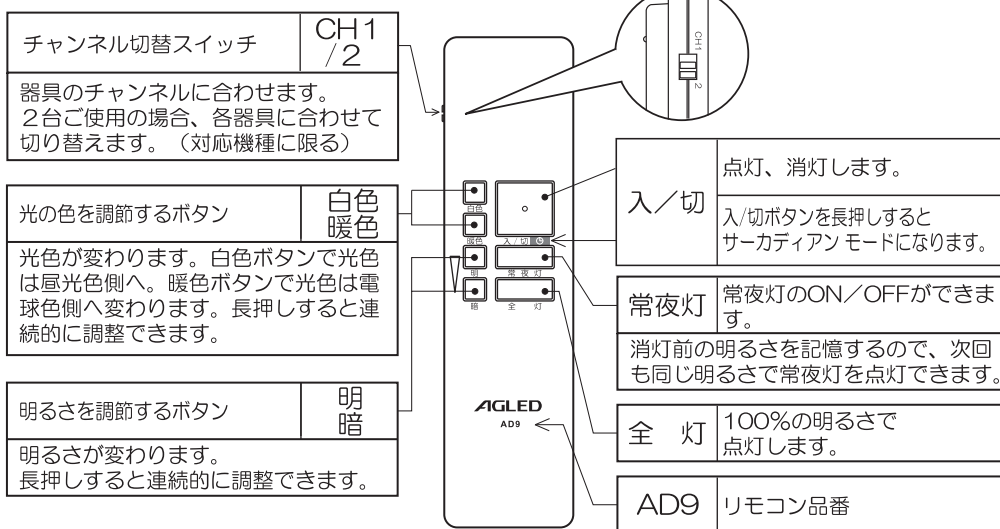 チャンネル切替スイッチ
CH1
/2
器具のチャンネルに合わせます。
２台ご使用の場合、各器具に合わせて
切り替えます。（対応機種に限る）
光の色を調節するボタン
白色
暖色
光色が変わります。白色ボタンで光色
は昼光色側へ。暖色ボタンで光色は電
球色側へ変わります。長押しすると連
続的に調整できます。
明るさを調節するボタン
明
暗
明るさが変わります。
長押しすると連続的に調整できます。
CH1
2
白色
暖色
入/切
明
常夜灯
暗
全 灯
AGLED
AD9
入／切
点灯、消灯します。
入/切ボタンを長押しすると
サーカディアン モードになります。
常夜灯
常夜灯のON／OFFができま
す。
消灯前の明るさを記憶するので、次回
も同じ明るさで常夜灯を点灯できます。
全 灯
100％の明るさで
点灯します。
AD9
リモコン品番